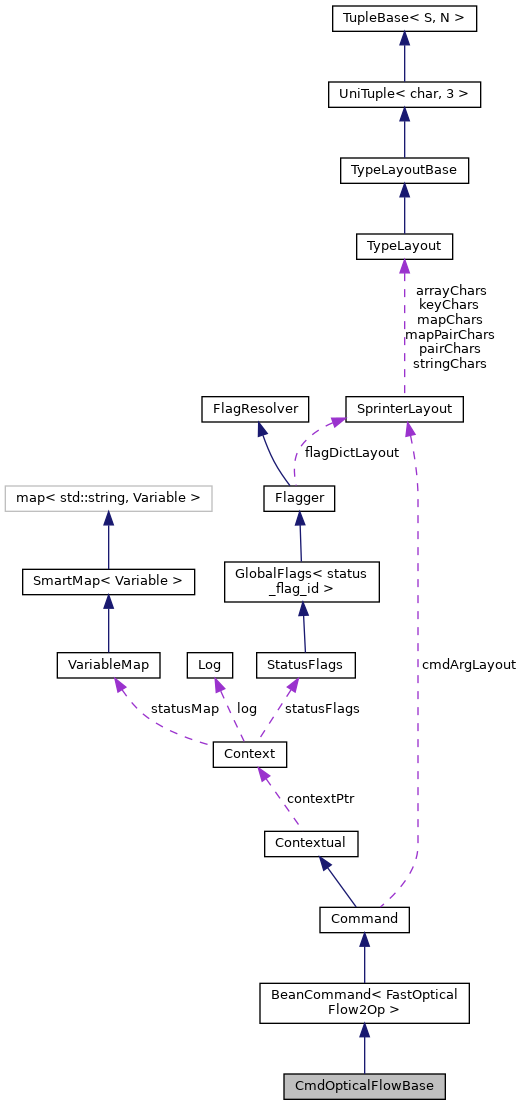 TupleBase< S, N >
UniTuple< char, 3 >
TypeLayoutBase
TypeLayout
arrayChars
keyChars
mapChars
mapPairChars
pairChars
stringChars
FlagResolver
SprinterLayout
flagDictLayout
map< std::string, Variable >
Flagger
SmartMap< Variable >
GlobalFlags< status
_flag_id >
VariableMap
Log
StatusFlags
cmdArgLayout
statusMap
log
statusFlags
Context
contextPtr
Contextual
Command
BeanCommand< FastOptical
Flow2Op >
CmdOpticalFlowBase